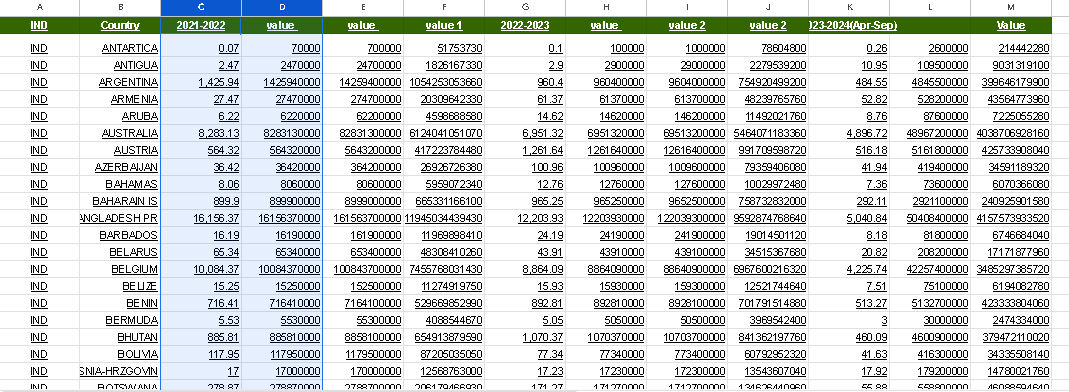 A B C D E F G H I J K L M
IND Country 2021-2022 value value value 1 2022-2023 value value 2 value 2 )23-2024(Apr-Sep) Value
IND ANTARTICA 0.07 70000 700000 51753730 0.1 100000 1000000 78604800 0.26 2600000 214442280
IND ANTIGUA 2.47 2470000 24700000 1826167330 2.9 2900000 29000000 2279539200 10.95 109500000 9031319100
IND ARGENTINA 1,425.94 1425940000 14259400000 1054253053660 960.4 960400000 9604000000 754920499200 484.55 4845500000 399646179900
IND ARMENIA 27.47 27470000 274700000 20309642330 61.37 61370000 613700000 48239765760 52.82 528200000 43564773960
IND ARUBA 6.22 6220000 62200000 4598688580 14.62 14620000 146200000 11492021760 8.76 87600000 7225055280
IND AUSTRALIA 8,283.13 8283130000 82831300000 6124041051070 6,951.32 6951320000 69513200000 5464071183360 4,896.72 48967200000 4038706928160
IND AUSTRIA 564.32 564320000 5643200000 417223784480 1,261.64 1261640000 12616400000 991709598720 516.18 5161800000 425733908040
IND AZERBAIJAN 36.42 36420000 364200000 26926726380 100.96 100960000 1009600000 79359406080 41.94 419400000 34591189320
IND BAHAMAS 8.06 8060000 80600000 5959072340 12.76 12760000 127600000 10029972480 7.36 73600000 6070366080
IND BAHARAIN IS 899.9 899900000 8999000000 665331166100 965.25 965250000 9652500000 758732832000 292.11 2921100000 240925901580
IND ANGLADESH PR 16,156.37 16156370000 161563700000 11945034439430 12,203.93 12203930000 122039300000 9592874768640 5,040.84 50408400000 4157573933520
IND BARBADOS 16.19 16190000 161900000 11969898410 24.19 24190000 241900000 19014501120 8.18 81800000 6746684040
IND BELARUS 65.34 65340000 653400000 48308410260 43.91 43910000 439100000 34515367680 20.82 208200000 17171877960
IND BELGIUM 10,084.37 10084370000 100843700000 7455768031430 8,864.09 8864090000 88640900000 6967600216320 4,225.74 42257400000 3485297385720
IND BELIZE 15.25 15250000 152500000 11274919750 15.93 15930000 159300000 12521744640 7.51 75100000 6194082780
IND BENIN 716.41 716410000 7164100000 529669852990 892.81 892810000 8928100000 701791514880 513.27 5132700000 423333804060
IND BERMUDA 5.53 5530000 55300000 4088544670 5.05 5050000 50500000 3969542400 3 30000000 2474334000
IND BHUTAN 885.81 885810000 8858100000 654913879590 1,070.37 1070370000 10703700000 841362197760 460.09 4600900000 379472110020
IND BOLIVIA 117.95 117950000 1179500000 87205035050 77.34 77340000 773400000 60792952320 41.63 416300000 34335508140
IND SNIA-HRZGOVIN 17 17000000 170000000 12568763000 17.23 17230000 172300000 13543607040 17.92 179200000 14780021760
IND BOTSWANA 278.87 278870000 2788700000 206179466930 171.27 171270000 1712700000 134626440960 55.88 558800000 46088594640